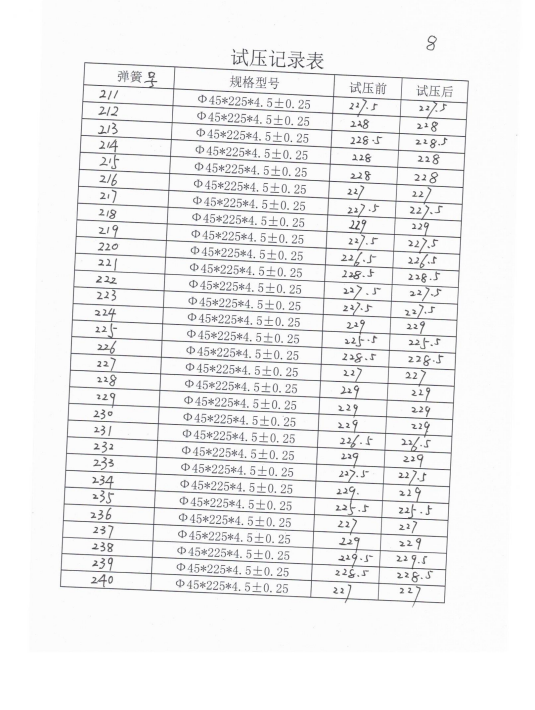 8
试压记录表
弹簧号 规格型号 试压前 试压后
211 Φ45*225*4.5±0.25 227.5 227.5
212 Φ45*225*4.5±0.25 228 228
213 Φ45*225*4.5±0.25 228.5 228.5
214 Φ45*225*4.5±0.25 228 228
215 Φ45*225*4.5±0.25 228 228
216 Φ45*225*4.5±0.25 227 227
217 Φ45*225*4.5±0.25 227.5 227.5
218 Φ45*225*4.5±0.25 229 229
219 Φ45*225*4.5±0.25 227.5 227.5
220 Φ45*225*4.5±0.25 226.5 226.5
221 Φ45*225*4.5±0.25 228.5 228.5
222 Φ45*225*4.5±0.25 227.5 227.5
223 Φ45*225*4.5±0.25 227.5 227.5
224 Φ45*225*4.5±0.25 229 229
225 Φ45*225*4.5±0.25 225.5 225.5
226 Φ45*225*4.5±0.25 228.5 228.5
227 Φ45*225*4.5±0.25 227 227
228 Φ45*225*4.5±0.25 229 229
229 Φ45*225*4.5±0.25 229 229
230 Φ45*225*4.5±0.25 229 229
231 Φ45*225*4.5±0.25 226.5 226.5
232 Φ45*225*4.5±0.25 229 229
233 Φ45*225*4.5±0.25 227.5 227.5
234 Φ45*225*4.5±0.25 229. 229
235 Φ45*225*4.5±0.25 225.5 225.5
236 Φ45*225*4.5±0.25 227 227
237 Φ45*225*4.5±0.25 229 229
238 Φ45*225*4.5±0.25 229.5 229.5
239 Φ45*225*4.5±0.25 228.5 228.5
240 Φ45*225*4.5±0.25 227 227